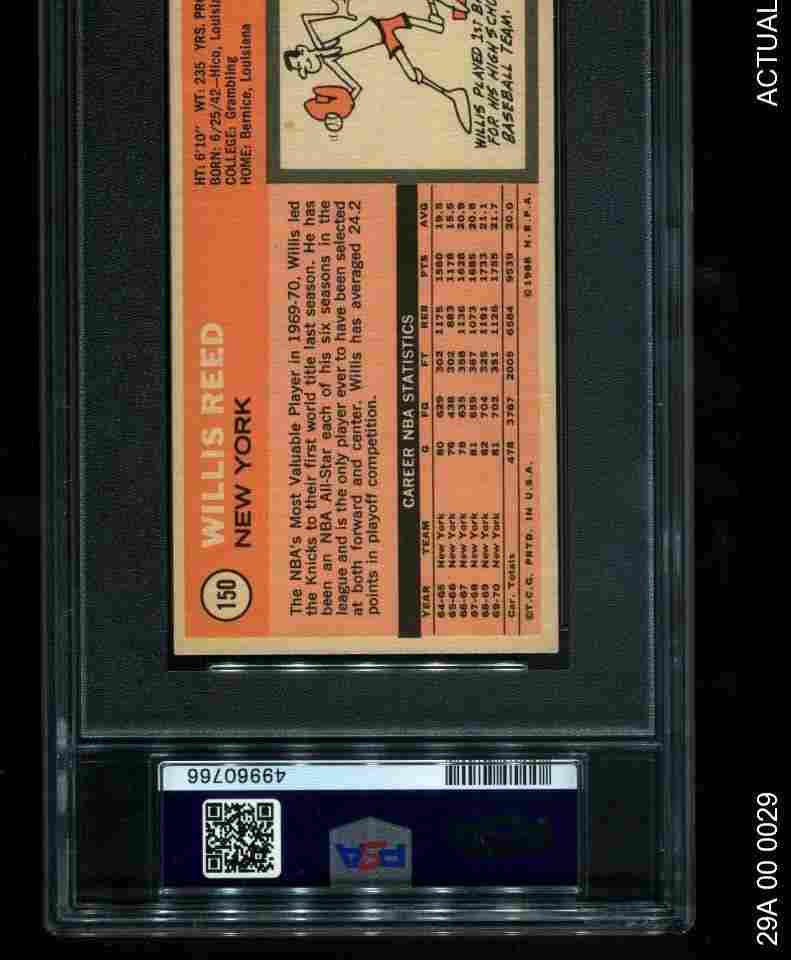 150
WILLIS REED
NEW YORK
HT: 6'10" WT: 235 YRS. PR
BORN: 6/25/42—Hico, Louisi
COLLEGE: Grambling
HOME: Bernice, Louisiana
The NBA's Most Valuable Player in 1969-70, Willis led
the Knicks to their first world title last season. He has
been an NBA All-Star each of his six seasons in the
league and is the only player ever to have been selected
at both forward and center. Willis has averaged 24.2
points in playoff competition.
WILLIS PLAYED 1ST B
FOR HIS HIGH SCHO
BASEBALL TEAM.
CAREER NBA STATISTICS
YEAR TEAM G FG FT REB PTS AVG
64-65 New York 80 629 302 1175 1560 19.5
65-66 New York 76 438 302 883 1178 15.5
66-67 New York 78 635 358 1136 1628 20.9
67-68 New York 81 659 367 1073 1685 20.8
68-69 New York 82 704 325 1191 1733 21.1
69-70 New York 81 702 351 1126 1755 21.7
Car. Totals 478 3767 2005 6584 9539 20.0
©T.C.G. PRTD. IN U.S.A. ©1968 N.B.P.A.
49960766
PSA
29A 00 0029
ACTUAL